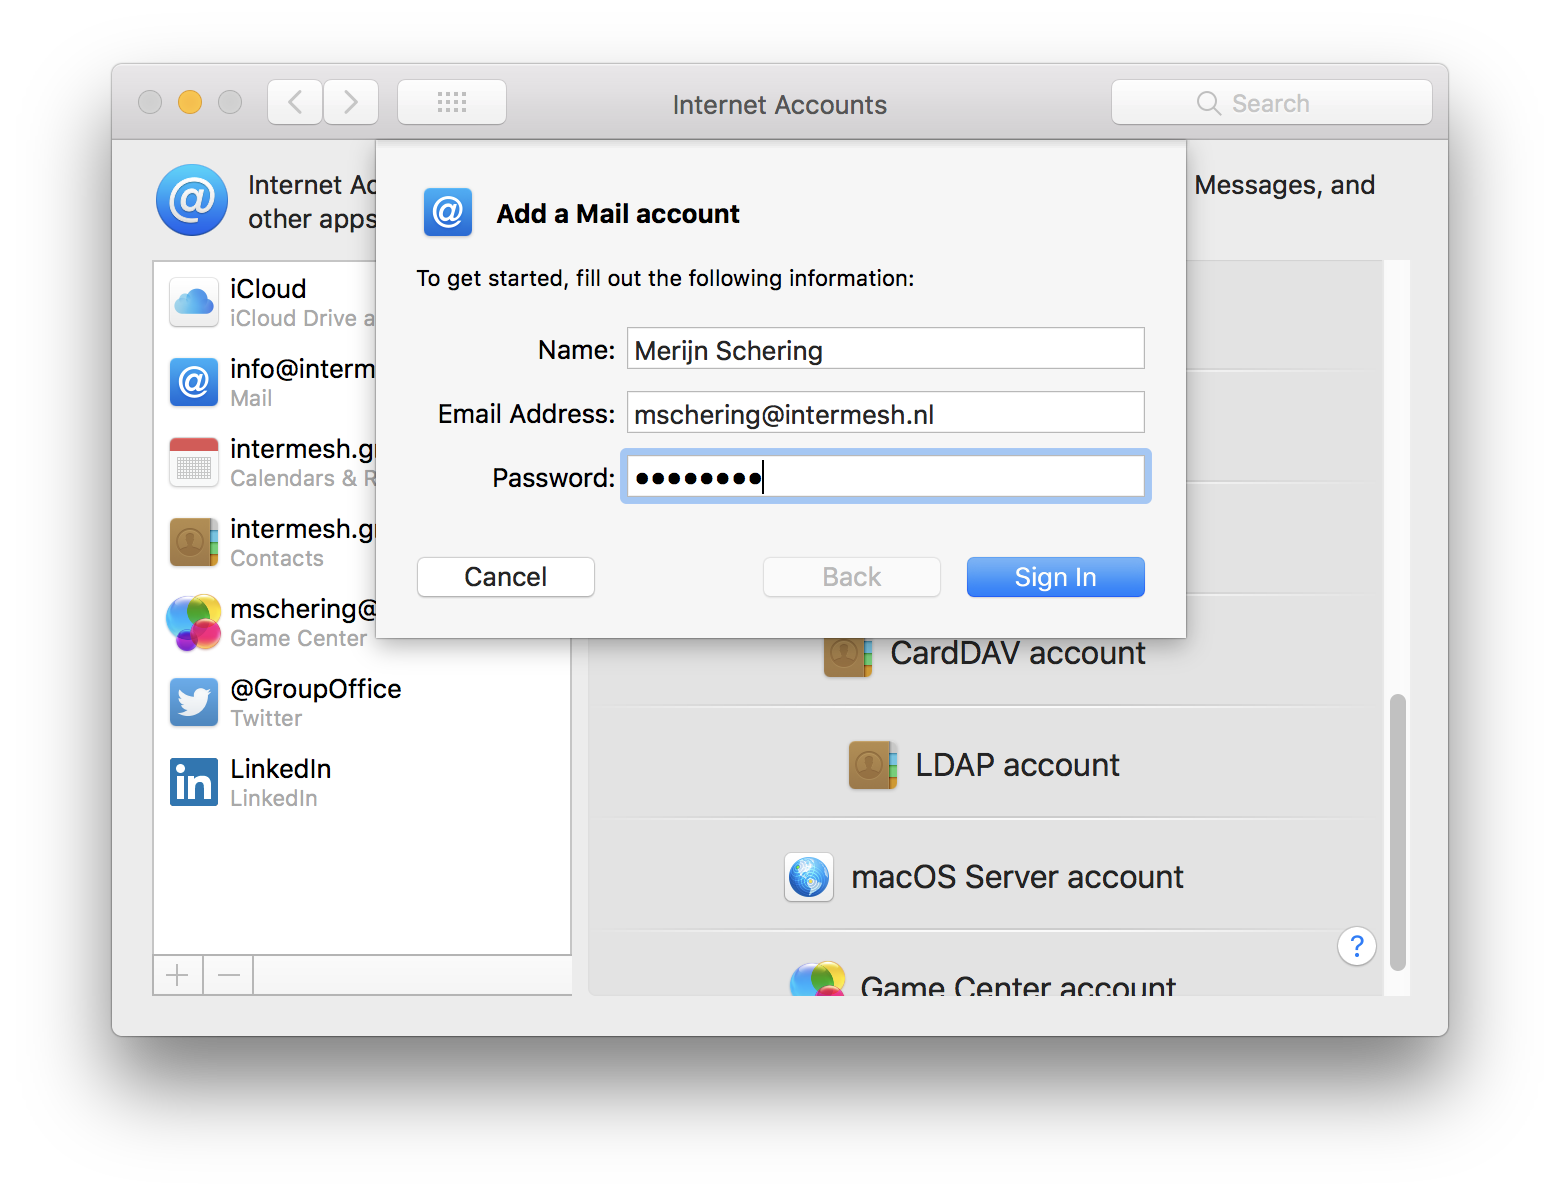 Internet Accounts
Search
Internet Ac
Messages, and
other apps
Add a Mail account
To get started, fill out the following information:
Name: Merijn Schering
Email Address: mschering@intermesh.nl
Password: ••••••••
Cancel
Back
Sign In
iCloud
iCloud Drive a
info@interm
Mail
intermesh.gr
Calendars & R
intermesh.gr
Contacts
mschering@
Game Center
@GroupOffice
Twitter
in
LinkedIn
LinkedIn
CardDAV account
LDAP account
macOS Server account
Game Center account
?